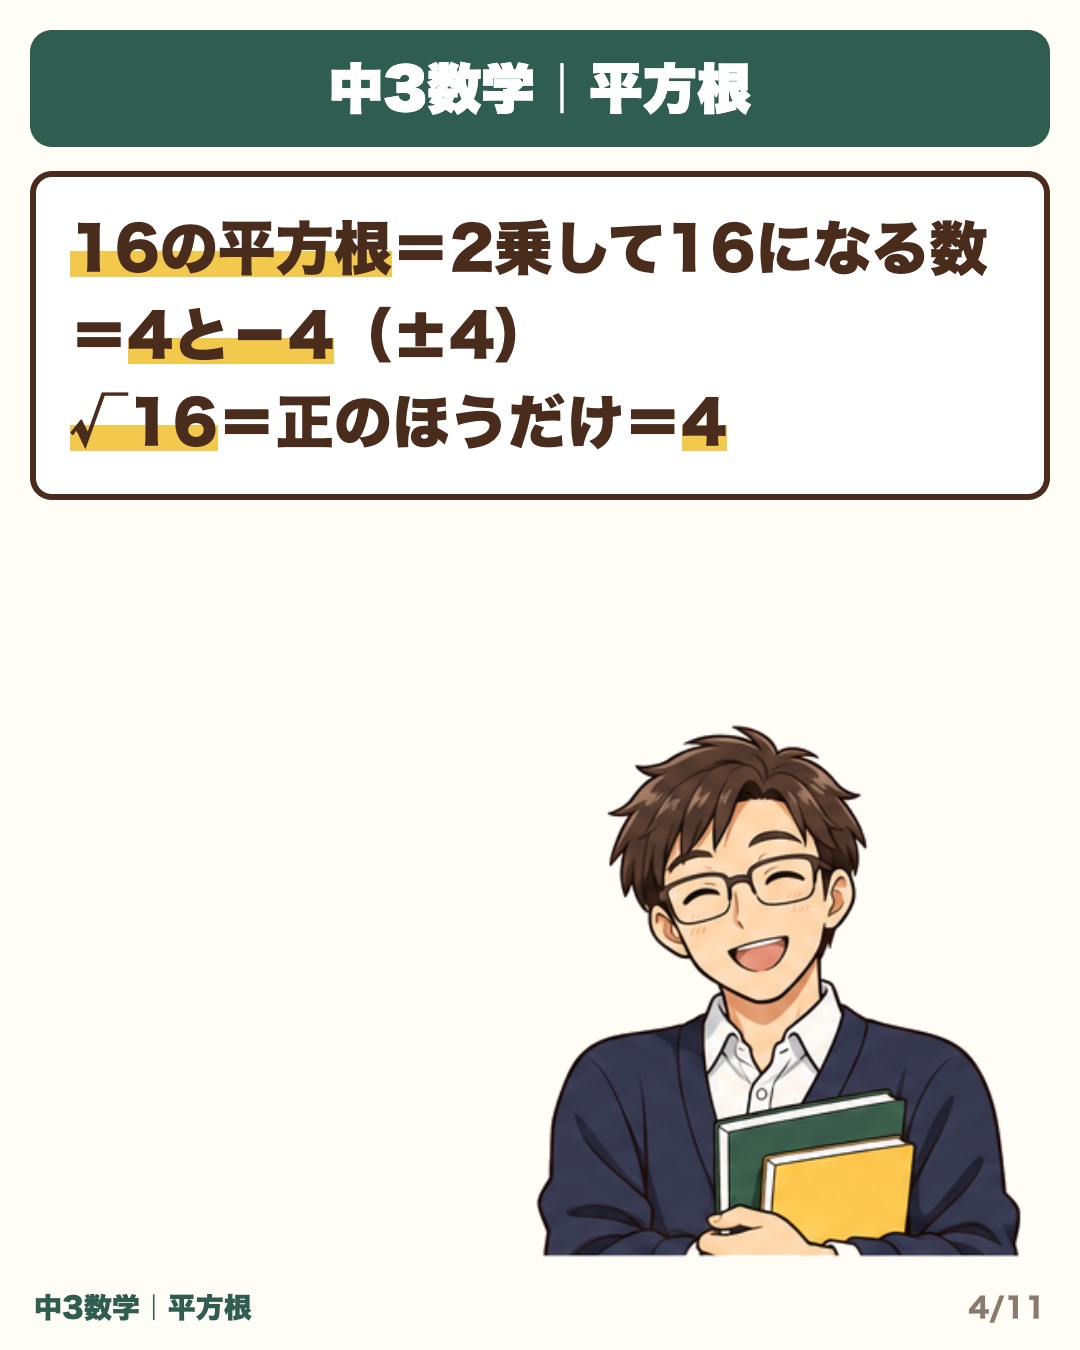 中3数学｜平方根
16の平方根＝2乗して16になる数
＝4とー4（±4）
√16＝正のほうだけ＝4
中3数学｜平方根
4/11